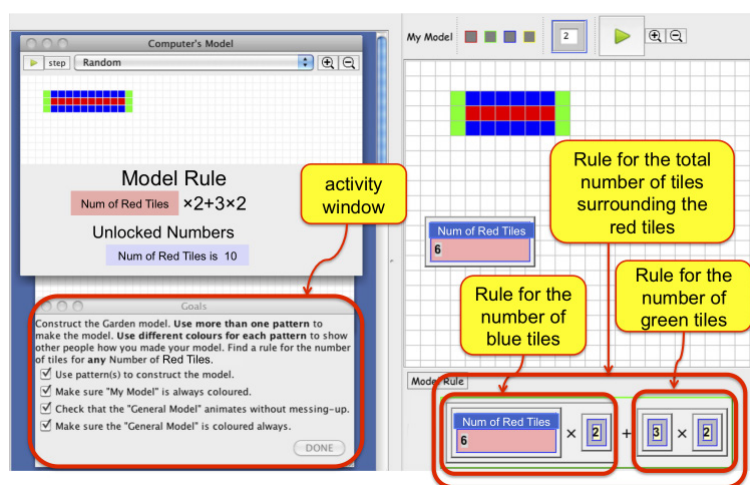 Computer's Model
step Random
Model Rule
Num of Red Tiles ×2+3×2
Unlocked Numbers
Num of Red Tiles is 10
activity
window
Goals
Construct the Garden model. Use more than one pattern to
make the model. Use different colours for each pattern to show
other people how you made your model. Find a rule for the number
of tiles for any Number of Red Tiles.
Use pattern(s) to construct the model.
Make sure "My Model" is always coloured.
Check that the "General Model" animates without messing-up.
Make sure the "General Model" is coloured always.
DONE
My Model 2
Rule for the total
number of tiles
surrounding the
red tiles
Num of Red Tiles
6
Rule for the
number of
blue tiles
Rule for the
number of
green tiles
Model Rule
Num of Red Tiles
6 × 2 + 3 × 2